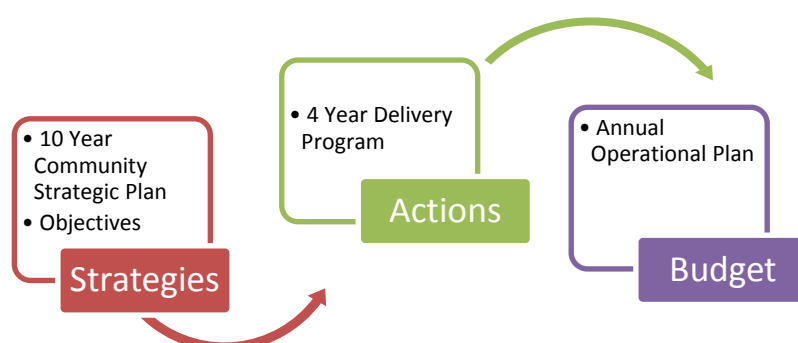 • 10 Year
Community
Strategic Plan
• Objectives
Strategies
• 4 Year Delivery
Program
Actions
• Annual
Operational Plan
Budget